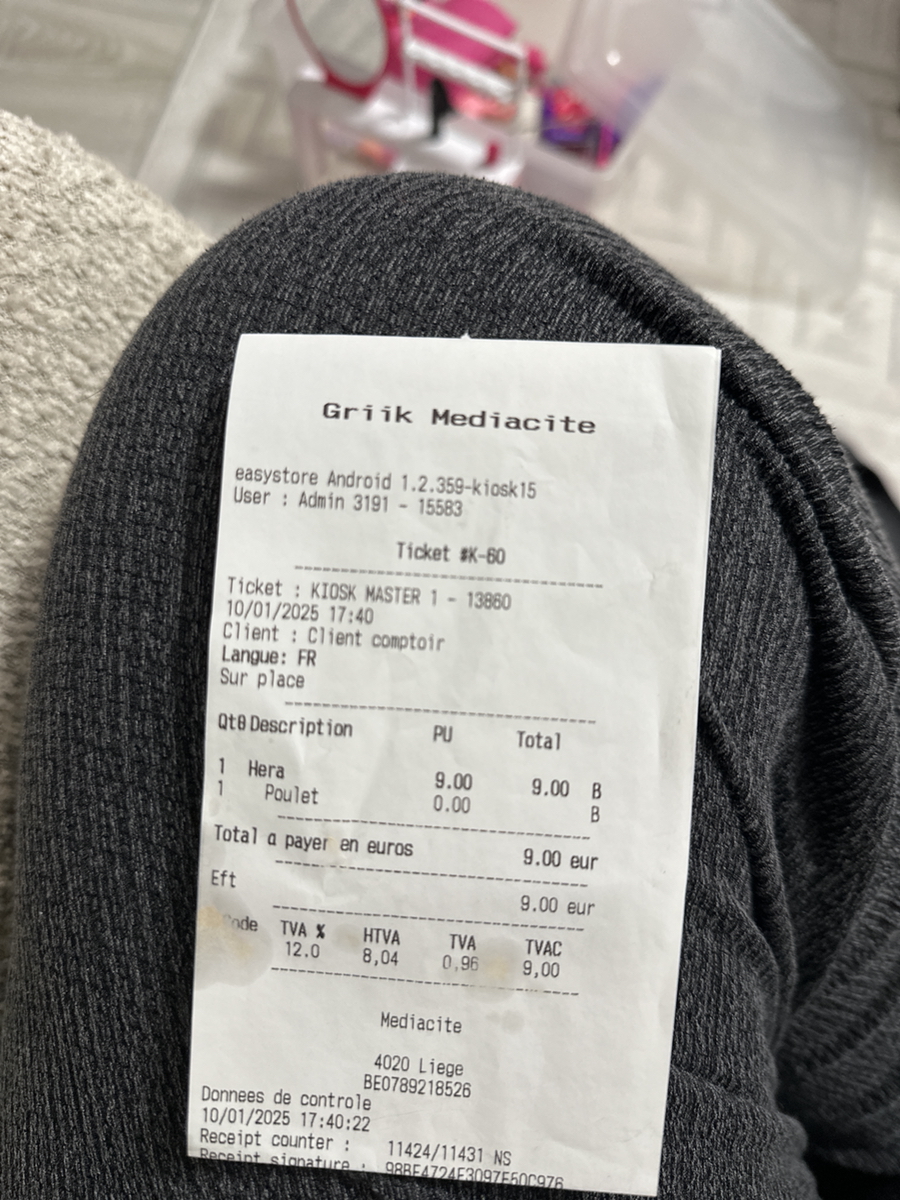 Griik Mediacite
easystore Android 1.2.359-kiosk15
User : Admin 3191 - 15583
Ticket #K-60
Ticket : KIOSK MASTER 1 - 13860
10/01/2025 17:40
Client : Client comptoir
Langue: FR
Sur place
Qt0 Description PU Total
1 Hera 9.00 9.00 B
1 Poulet 0.00 B
Total a payer en euros 9.00 eur
Eft 9.00 eur
Code TVA % HTVA TVA TVAC
12.0 8,04 0,96 9,00
Mediacite
4020 Liege
BE0789218526
Donnees de controle
10/01/2025 17:40:22
Receipt counter : 11424/11431 NS
Receipt signature :